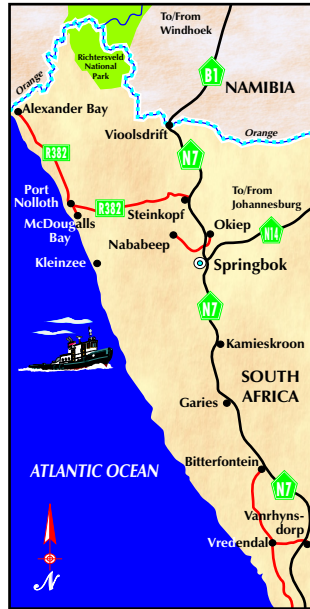 To/From
Windhoek
Richtersveld
National
Park
B1
NAMIBIA
Orange
Alexander Bay
Vioolsdrift
Orange
R382
N7
Port
Nolloth
R382
Steinkopf
To/From
Johannesburg
McDougalls
Bay
Okiep
N14
Nababeep
Kleinzee
Springbok
N7
Kamieskroon
SOUTH
AFRICA
Garies
Bitterfontein
ATLANTIC OCEAN
N7
Vanrhyns-
dorp
Vredendal
N